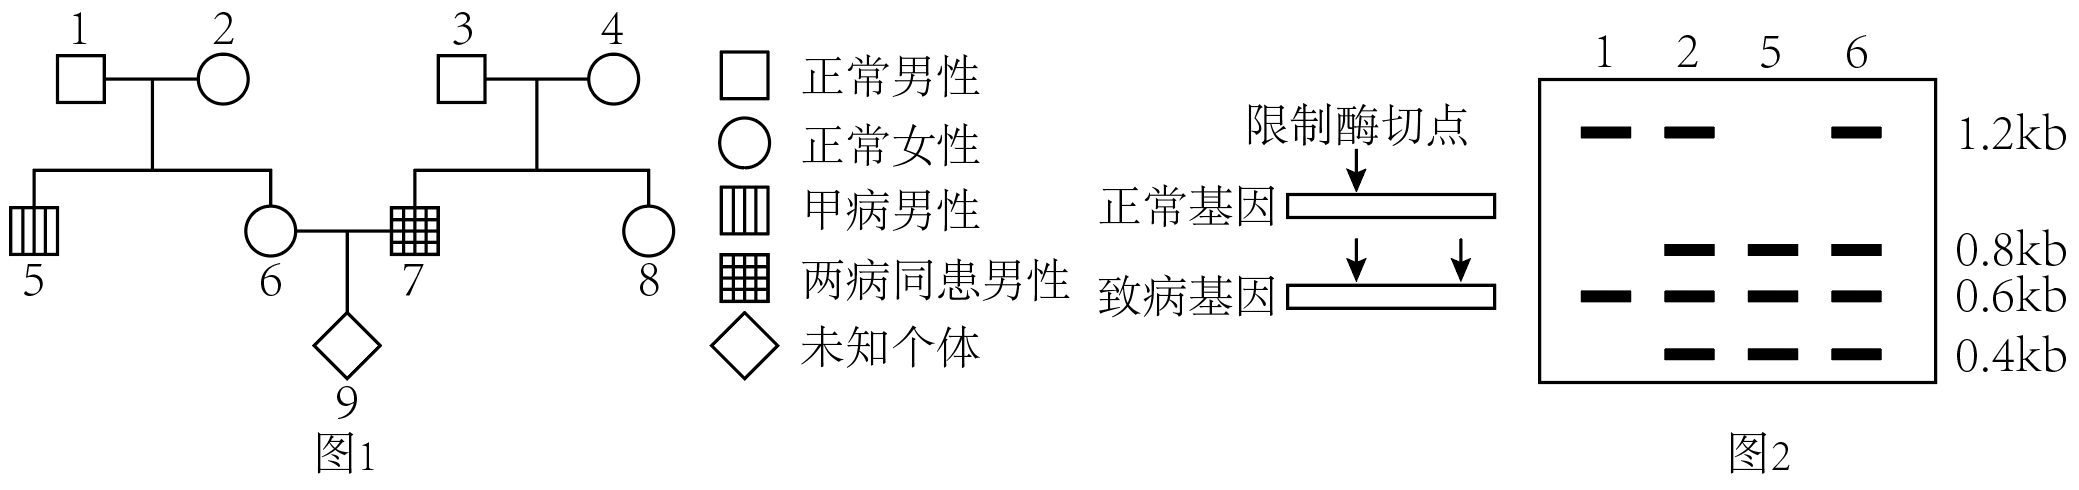 1 2 3 4
5 6 7 8
9
图1
正常男性
正常女性
甲病男性
两病同患男性
未知个体
限制酶切点
正常基因
致病基因
1 2 5 6
1.2kb
0.8kb
0.6kb
0.4kb
图2